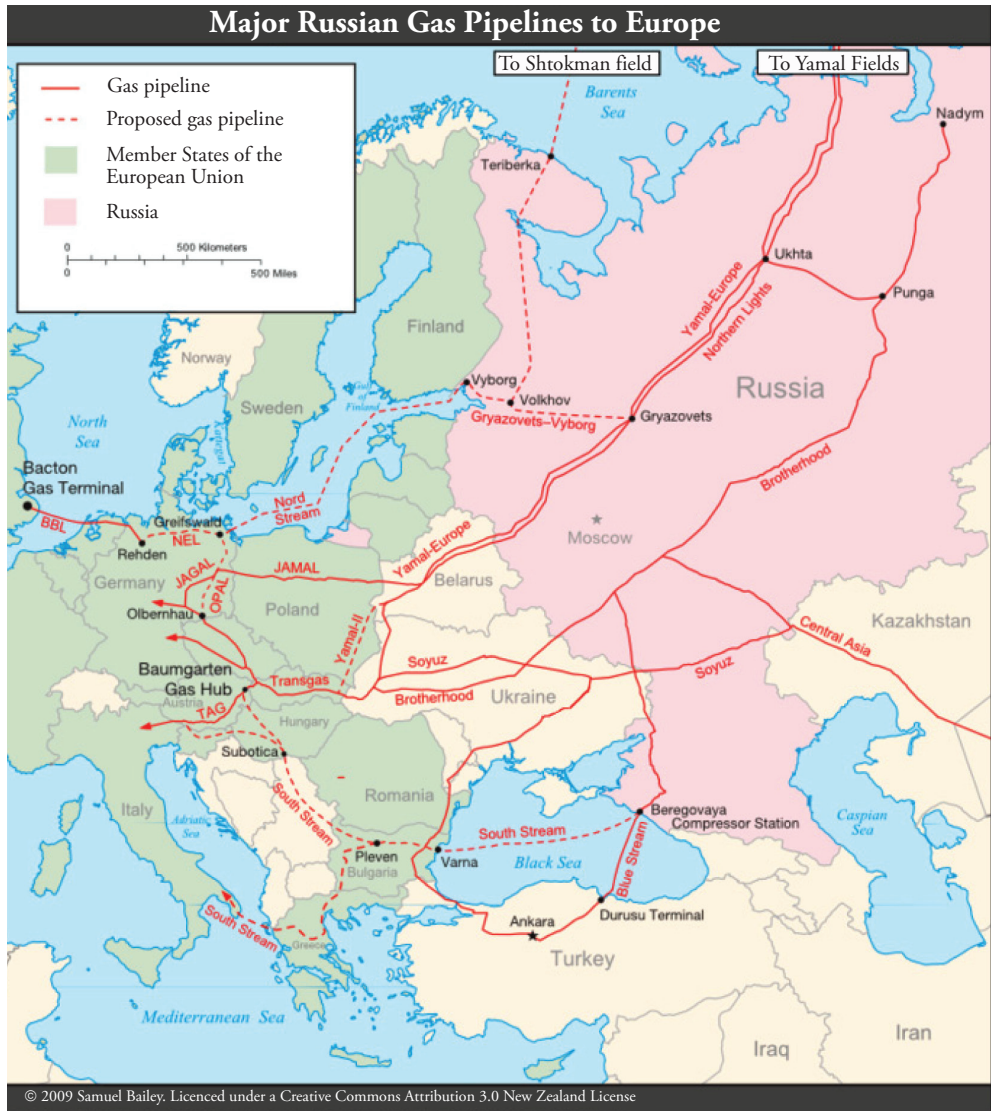 Major Russian Gas Pipelines to Europe
To Shtokman field
To Yamal Fields
Gas pipeline
Proposed gas pipeline
Member States of the
European Union
Russia
0
500 Kilometers
0
500 Miles
Barents
Sea
Nadym
Teriberka
Ukhta
Punga
Yamal-Europe
Northern Lights
Finland
Norway
Sweden
Gulf
of
Finland
Vyborg
Volkhov
Gryazovets–Vyborg
Gryazovets
Russia
North
Sea
Kattegat
Bacton
Gas Terminal
BBL
Greifswald
NEL
Rehden
Nord
Stream
Brotherhood
Moscow
Yamal-Europe
Belarus
Germany
JAGAL
OPAL
JAMAL
Poland
Olbernhau
Yamal-II
Kazakhstan
Central Asia
Soyuz
Soyuz
Baumgarten
Gas Hub
Transgas
Brotherhood
Ukraine
Austria
TAG
Hungary
Subotica
Romania
Italy
Adriatic
Sea
South Stream
South Stream
Beregovaya
Compressor Station
Caspian
Sea
Pleven
Bulgaria
Varna
Black Sea
Blue Stream
Durusu Terminal
South Stream
Greece
Ankara
Turkey
Mediterranean Sea
Iraq
Iran
© 2009 Samuel Bailey. Licenced under a Creative Commons Attribution 3.0 New Zealand License